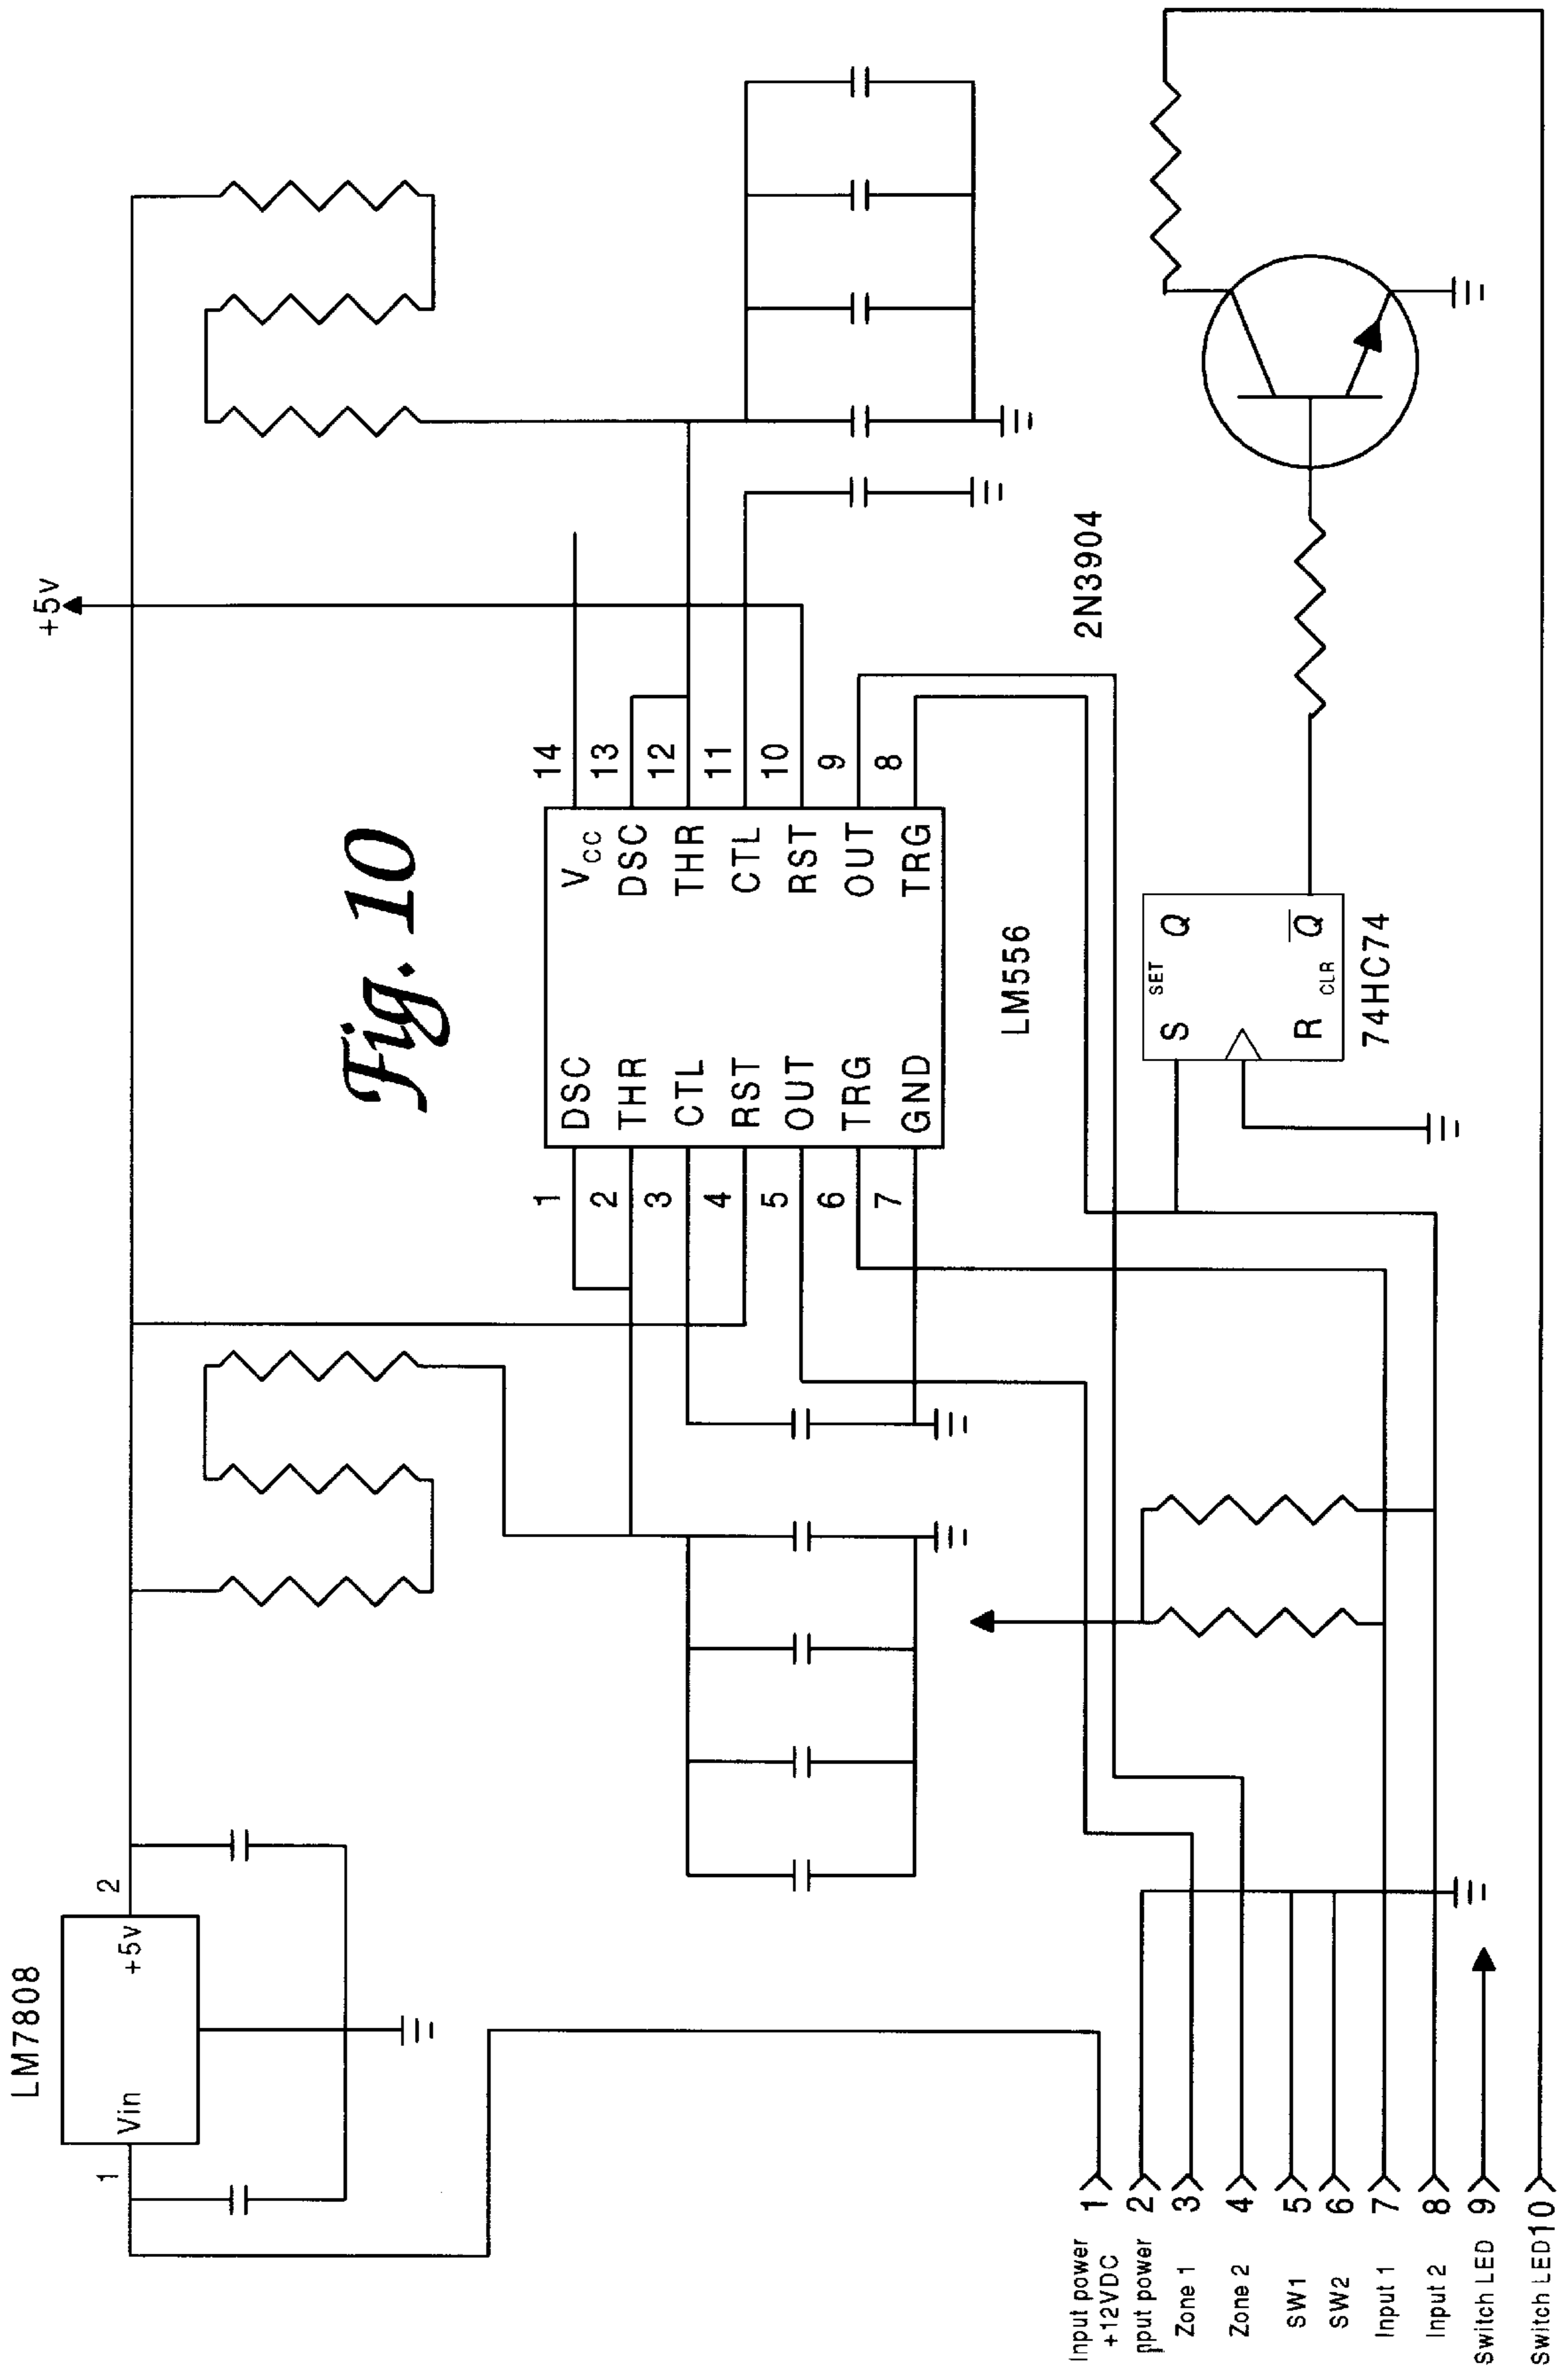 Fig. 10
LM7808
1
Vin
+5v
2
+5v
1
2
3
4
5
6
7
DSC
THR
CTL
RST
OUT
TRG
GND
VCC
DSC
THR
CTL
RST
OUT
TRG
14
13
12
11
10
9
8
LM556
2N3904
S
SET
Q
R
CLR
Q
74HC74
Input power
+12VDC
1
nput power
2
Zone 1
3
Zone 2
4
SW1
5
SW2
6
Input 1
7
Input 2
8
Switch LED
9
Switch LED
10